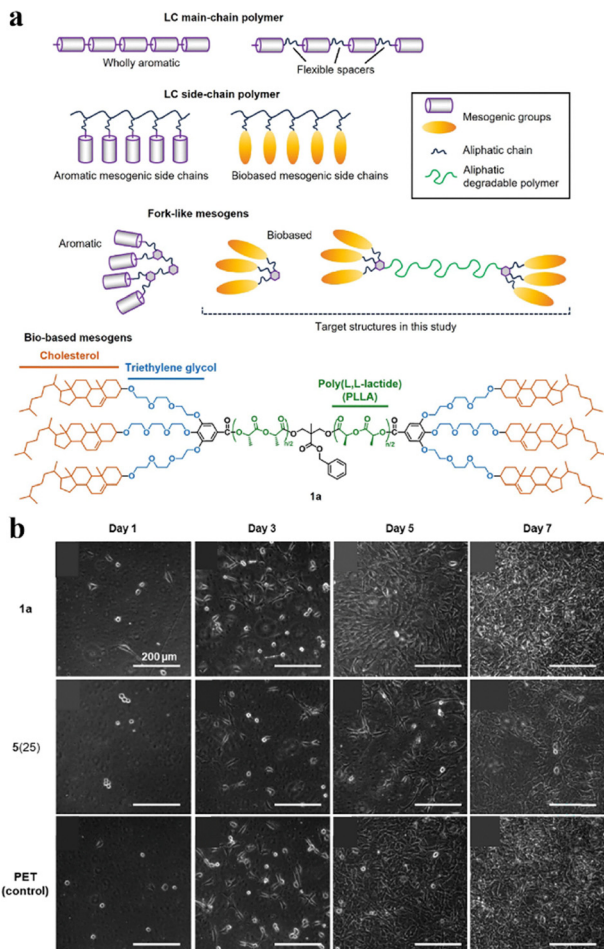 a
LC main-chain polymer
Wholly aromatic
Flexible spacers
LC side-chain polymer
Aromatic mesogenic side chains
Biobased mesogenic side chains
Mesogenic groups
Aliphatic chain
Aliphatic
degradable polymer
Fork-like mesogens
Aromatic
Biobased
Target structures in this study
Bio-based mesogens
Cholesterol
Triethylene glycol
Poly(L,L-lactide)
(PLLA)
n/2
n/2
1a
b
Day 1
Day 3
Day 5
Day 7
1a
200 µm
5(25)
PET
(control)